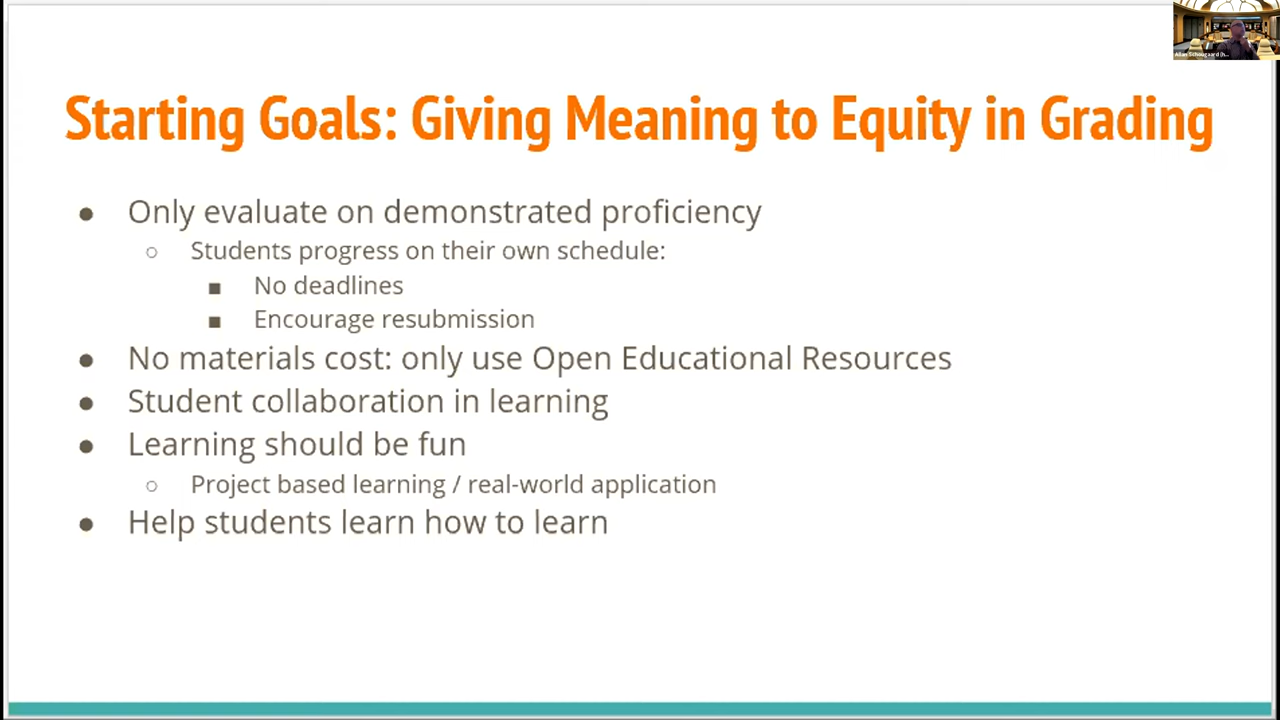 Allan Schougaard (h...
Starting Goals: Giving Meaning to Equity in Grading
● Only evaluate on demonstrated proficiency
○ Students progress on their own schedule:
■ No deadlines
■ Encourage resubmission
● No materials cost: only use Open Educational Resources
● Student collaboration in learning
● Learning should be fun
○ Project based learning / real-world application
● Help students learn how to learn